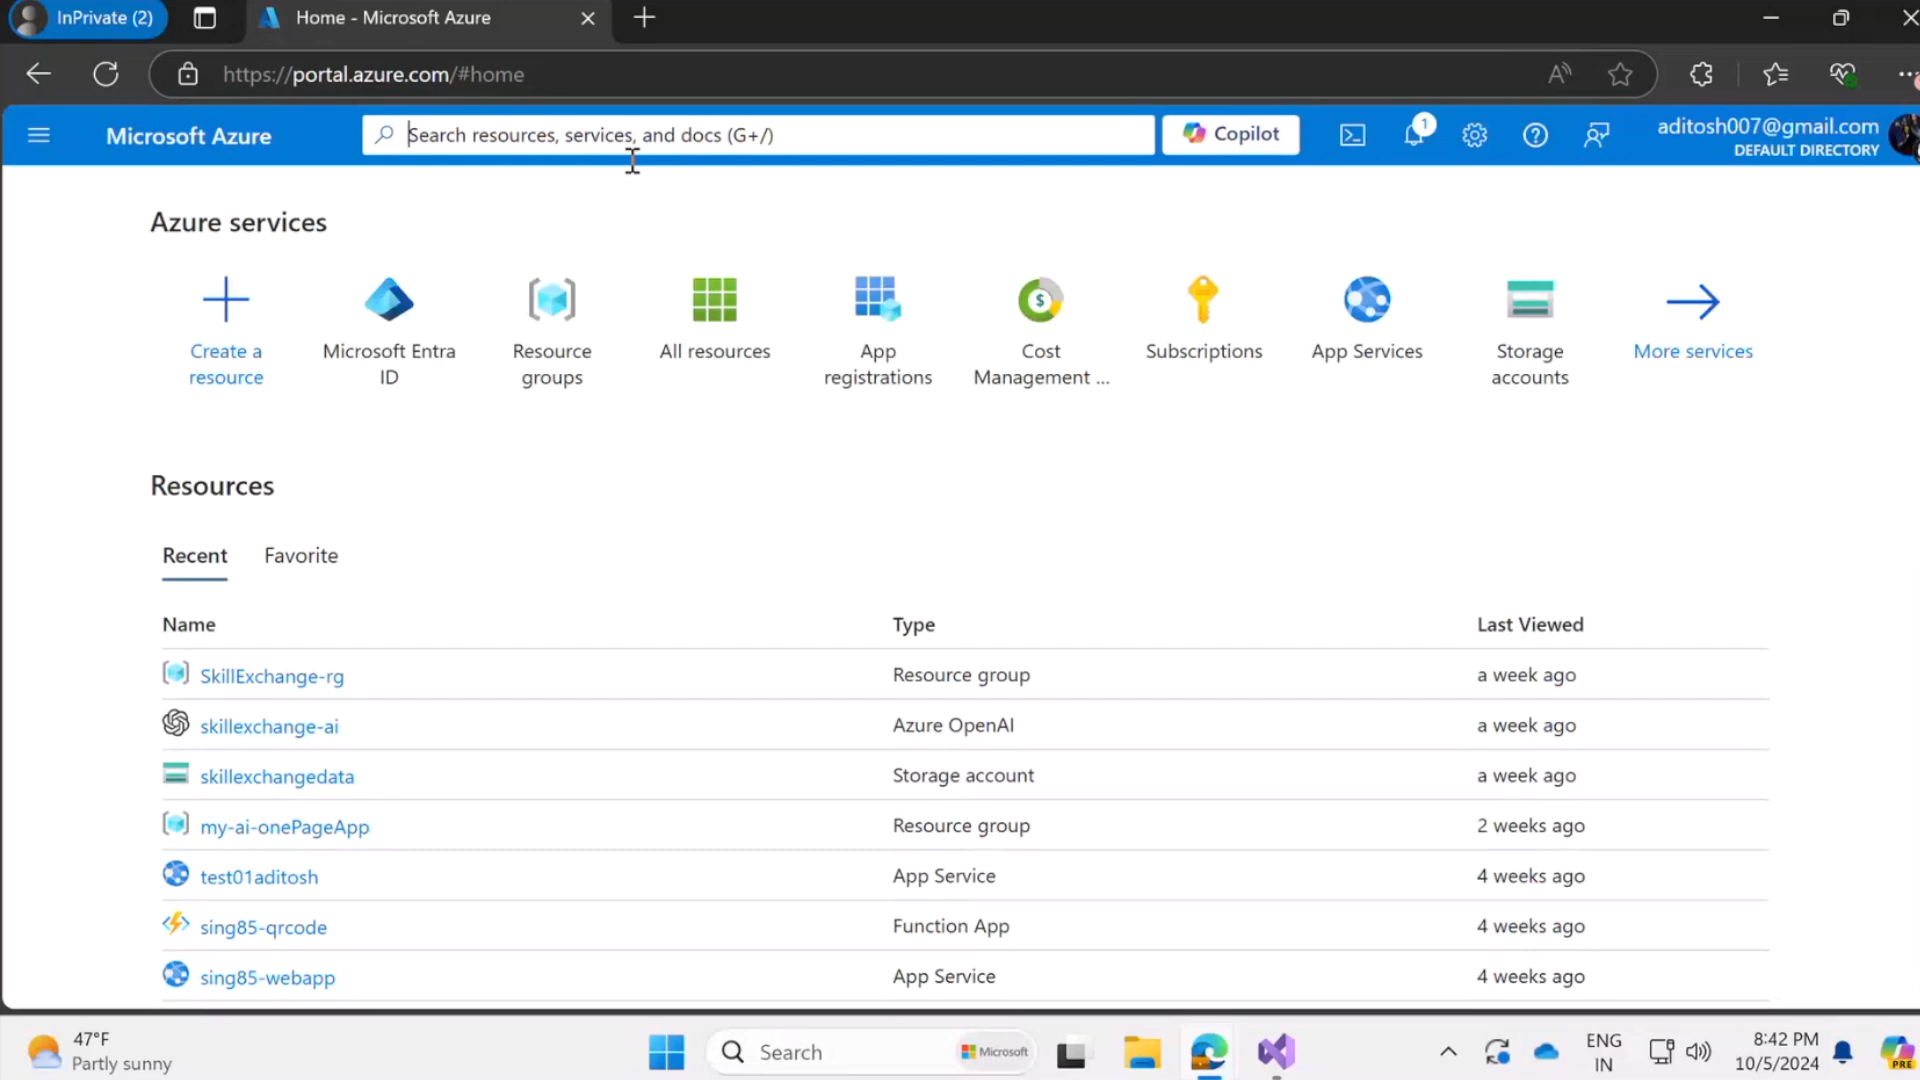 InPrivate (2)
Home - Microsoft Azure
https://portal.azure.com/#home
Microsoft Azure
Search resources, services, and docs (G+/)
Copilot
1
aditosh007@gmail.com
DEFAULT DIRECTORY
Azure services
Create a resource
Microsoft Entra ID
Resource groups
All resources
App registrations
Cost Management ...
Subscriptions
App Services
Storage accounts
More services
Resources
Recent Favorite
Name Type Last Viewed
SkillExchange-rg Resource group a week ago
skillexchange-ai Azure OpenAI a week ago
skillexchangedata Storage account a week ago
my-ai-onePageApp Resource group 2 weeks ago
test01aditosh App Service 4 weeks ago
sing85-qrcode Function App 4 weeks ago
sing85-webapp App Service 4 weeks ago
47°F
Partly sunny
Search
Microsoft
ENG
IN
8:42 PM
10/5/2024
PRE